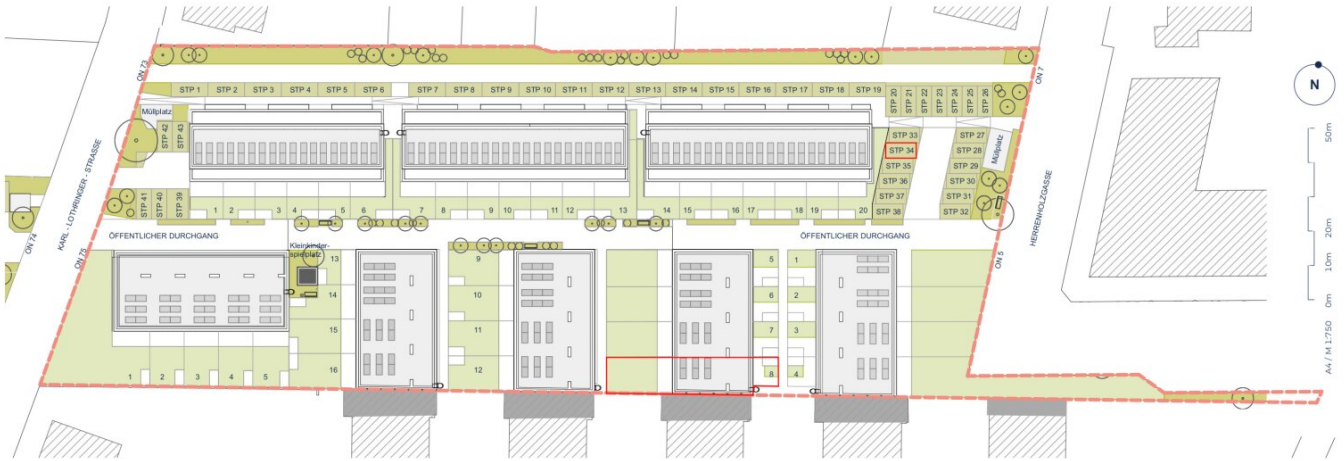 ON 73
STP 1 STP 2 STP 3 STP 4 STP 5 STP 6 STP 7 STP 8 STP 9 STP 10 STP 11 STP 12 STP 13 STP 14 STP 15 STP 16 STP 17 STP 18 STP 19 STP 20 STP 21 STP 22 STP 23 STP 24 STP 25 STP 26
ON 7
N
Müllplatz
STP 42 STP 43
STP 33
STP 34
STP 35
STP 36
STP 37
STP 38
STP 27
STP 28
STP 29
STP 30
STP 31
STP 32
Müllplatz
KARL - LOTHRINGER - STRASSE
HERRENHOLZGASSE
STP 41 STP 40 STP 39
1 2 3 4 5 6 7 8 9 10 11 12 13 14 15 16 17 18 19 20
ON 74
ON 75
ÖFFENTLICHER DURCHGANG
ÖFFENTLICHER DURCHGANG
ON 5
Kleinkinder-
spielplatz
13
14
15
16
9
10
11
12
5
6
7
8
1
2
3
4
1 2 3 4 5
50m
20m
10m
0m
A4 / M 1:750